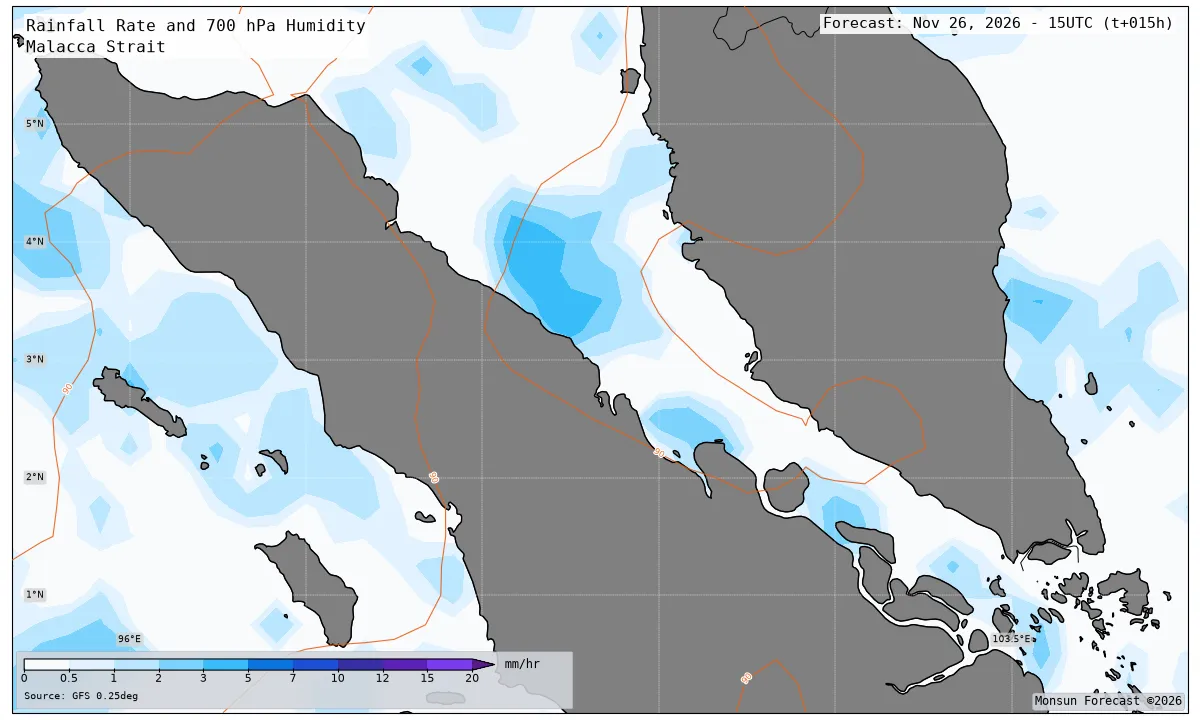 Rainfall Rate and 700 hPa Humidity
Malacca Strait
Forecast: Nov 26, 2026 - 15UTC (t+015h)
5°N
4°N
3°N
2°N
1°N
96°E
103.5°E
90
90
90
90
mm/hr
0 0.5 1 2 3 5 7 10 12 15 20
Source: GFS 0.25deg
Monsun Forecast ©2026